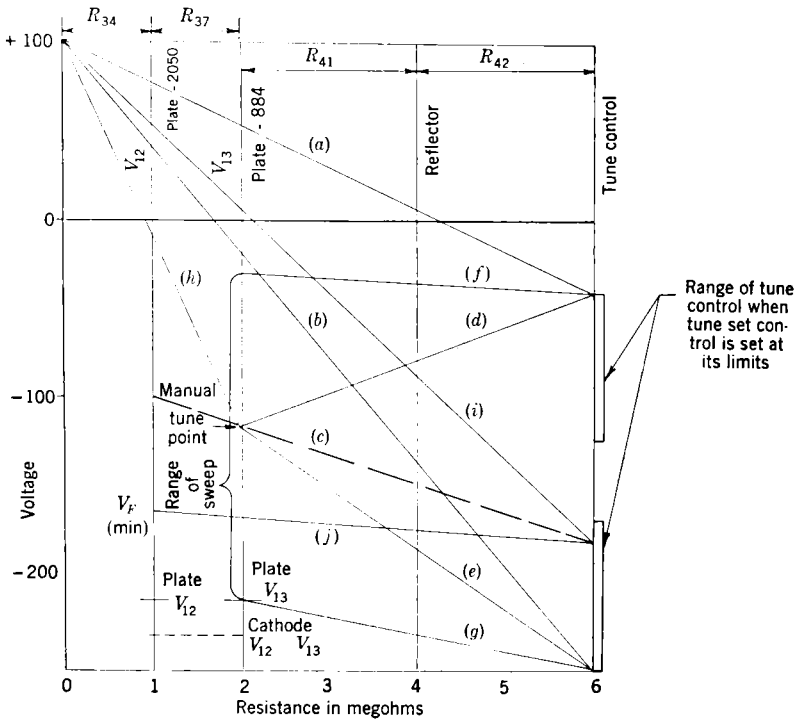 R34
R37
+ 100
R41
R42
Plate - 2050
Plate - 884
V12
V13
(a)
Reflector
Tune control
0
(h)
(f)
(b)
(d)
Range of tune
control when
tune set con-
trol is set at
its limits
−100
Manual
tune
point
(c)
(i)
Voltage
Range
of
sweep
VF
(min)
(j)
−200
Plate
V12
Plate
V13
(e)
Cathode
V12 V13
(g)
0 1 2 3 4 5 6
Resistance in megohms